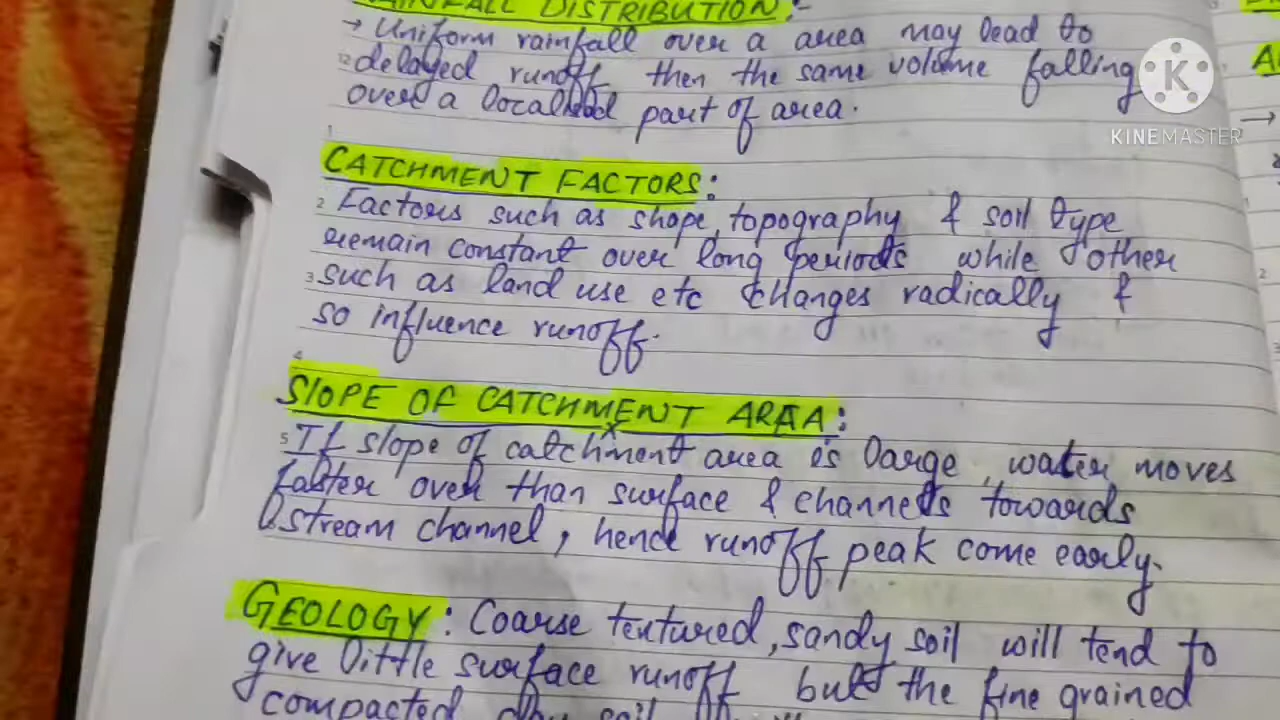 RAINFALL DISTRIBUTION:-
→ Uniform rainfall over a area may lead to
delayed runoff then the same volume falling
over a localised part of area.
CATCHMENT FACTORS:
Factors such as shape, topography & soil type
remain constant over long periods while other
such as land use etc changes radically &
so influence runoff.
SLOPE OF CATCHMENT AREA:
If slope of catchment area is large, water moves
faster over than surface & channels towards
stream channel, hence runoff peak come early.
GEOLOGY: Coarse textured, sandy soil will tend to
give little surface runoff but the fine grained
compacted clay soil
K
KINEMASTER